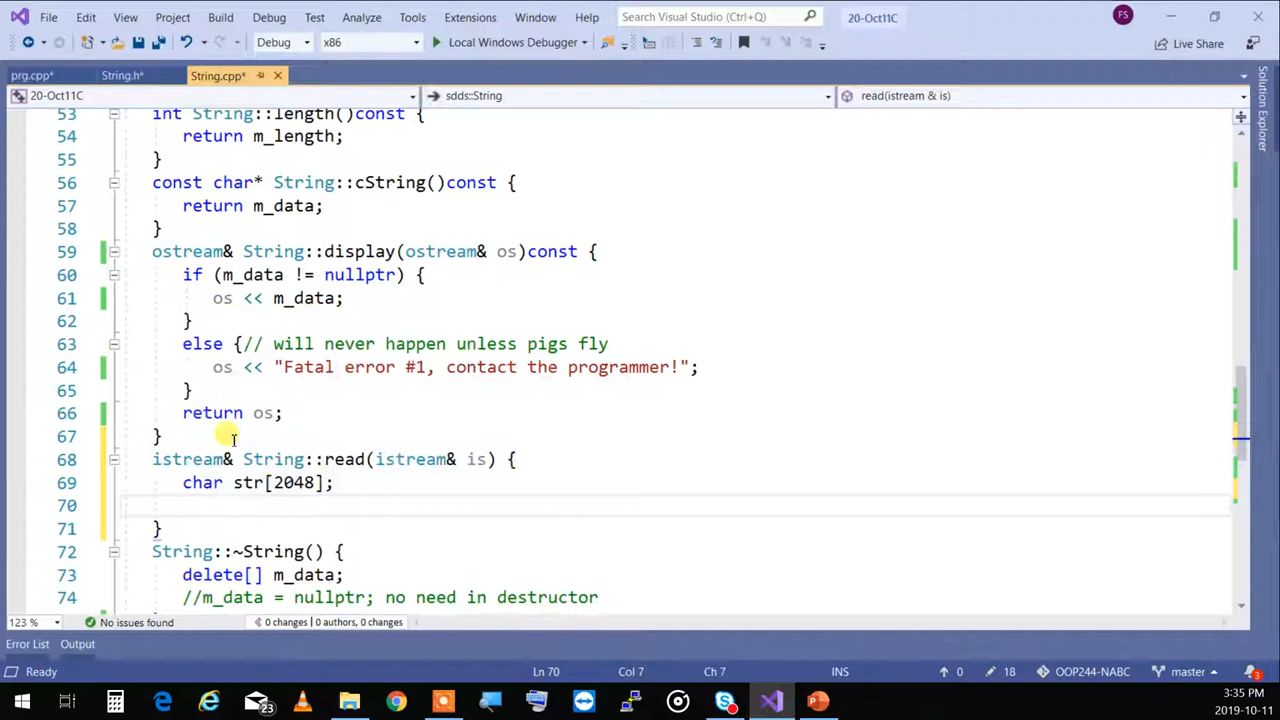 File Edit View Project Build Debug Test Analyze Tools Extensions Window Help Search Visual Studio (Ctrl+Q) 20-Oct11C FS
Debug x86 Local Windows Debugger Live Share
prg.cpp* String.h* String.cpp*
20-Oct11C sdds::String read(istream & is)
Solution Explorer
53 int String::length()const {
54 return m_length;
55 }
56 const char* String::cString()const {
57 return m_data;
58 }
59 ostream& String::display(ostream& os)const {
60 if (m_data != nullptr) {
61 os << m_data;
62 }
63 else {// will never happen unless pigs fly
64 os << "Fatal error #1, contact the programmer!";
65 }
66 return os;
67 }
68 istream& String::read(istream& is) {
69 char str[2048];
70
71 }
72 String::~String() {
73 delete[] m_data;
74 //m_data = nullptr; no need in destructor
123 % No issues found 0 changes | 0 authors, 0 changes
Error List Output
Ready Ln 70 Col 7 Ch 7 INS 0 18 OOP244-NABC master 3
23
3:35 PM
2019-10-11